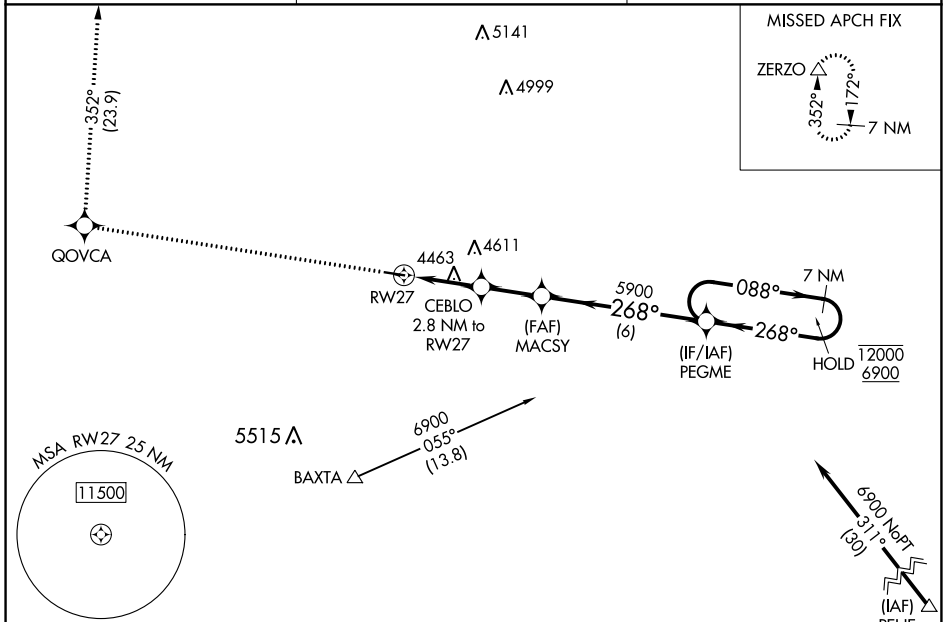 5141
4999
MISSED APCH FIX
ZERZO
352°
172°
7 NM
352°
(23.9)
QOVCA
4463
4611
RW27
CEBLO
2.8 NM to
RW27
(FAF)
MACSY
5900
268°
(6)
(IF/IAF)
PEGME
088°
7 NM
268°
HOLD
12000
6900
5515
BAXTA
6900
055°
(13.8)
MSA RW27 25 NM
11500
6900 NoPT
311°
(30)
(IAF)